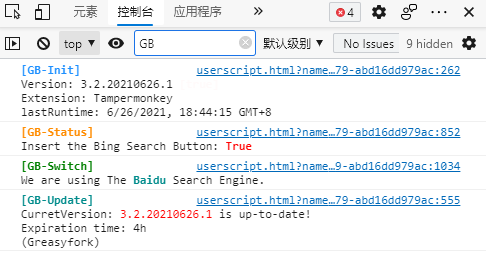 元素 控制台 应用程序 4
top GB 默认级别 No Issues 9 hidden
[GB-Init] userscript.html?name…79-abd16dd979ac:262
Version: 3.2.20210626.1
Extension: Tampermonkey
lastRuntime: 6/26/2021, 18:44:15 GMT+8
[GB-Status] userscript.html?name…79-abd16dd979ac:852
Insert the Bing Search Button: True
[GB-Switch] userscript.html?name…9-abd16dd979ac:1034
We are using The Baidu Search Engine.
[GB-Update] userscript.html?name…79-abd16dd979ac:555
CurretVersion: 3.2.20210626.1 is up-to-date!
Expiration time: 4h
(Greasyfork)